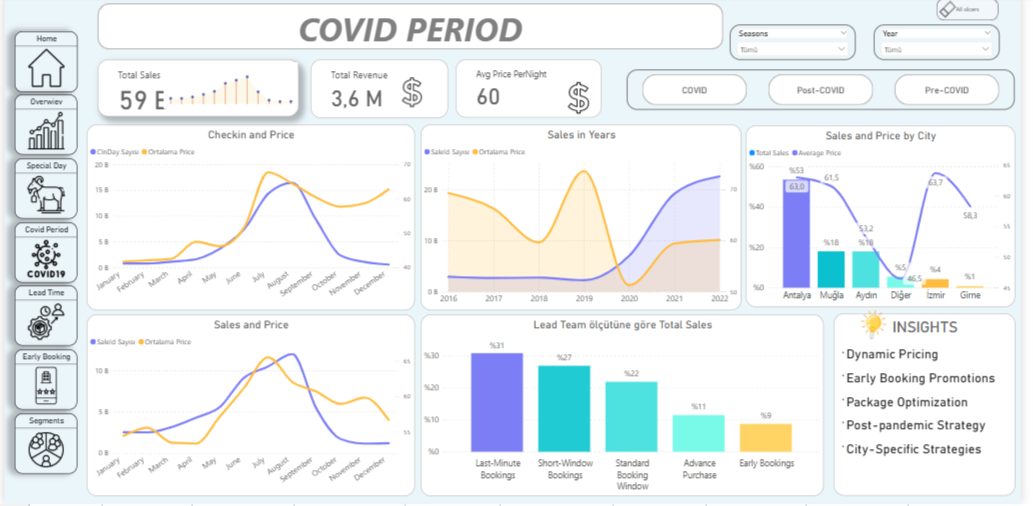 COVID PERIOD
All slicers
Seasons
Tümü
Year
Tümü
Home
Overwiev
Special Day
Covid Period
COVID19
Lead Time
Early Booking
Segments
Total Sales
59 E
Total Revenue
3,6 M
Avg Price PerNight
60
COVID
Post-COVID
Pre-COVID
Checkin and Price
CinDay Sayısı Ortalama Price
20 B
15 B
10 B
5 B
0 B
70
60
50
40
January February March April May June July August September October November December
Sales in Years
SaleId Sayısı Ortalama Price
20 B
10 B
0 B
70
60
50
2016 2017 2018 2019 2020 2021 2022
Sales and Price by City
Total Sales Average Price
%60
%40
%20
%0
65
60
55
50
45
%53
63,0
61,5
%18
53,2
%18
%5
46,5
63,7
%4
58,3
%1
Antalya Muğla Aydın Diğer İzmir Girne
Sales and Price
SaleId Sayısı Ortalama Price
10 B
5 B
0 B
65
60
55
January February March April May June July August September October November December
Lead Team ölçütüne göre Total Sales
%30
%20
%10
%0
%31
%27
%22
%11
%9
Last-Minute
Bookings
Short-Window
Bookings
Standard
Booking
Window
Advance
Purchase
Early Bookings
INSIGHTS
Dynamic Pricing
Early Booking Promotions
Package Optimization
Post-pandemic Strategy
City-Specific Strategies